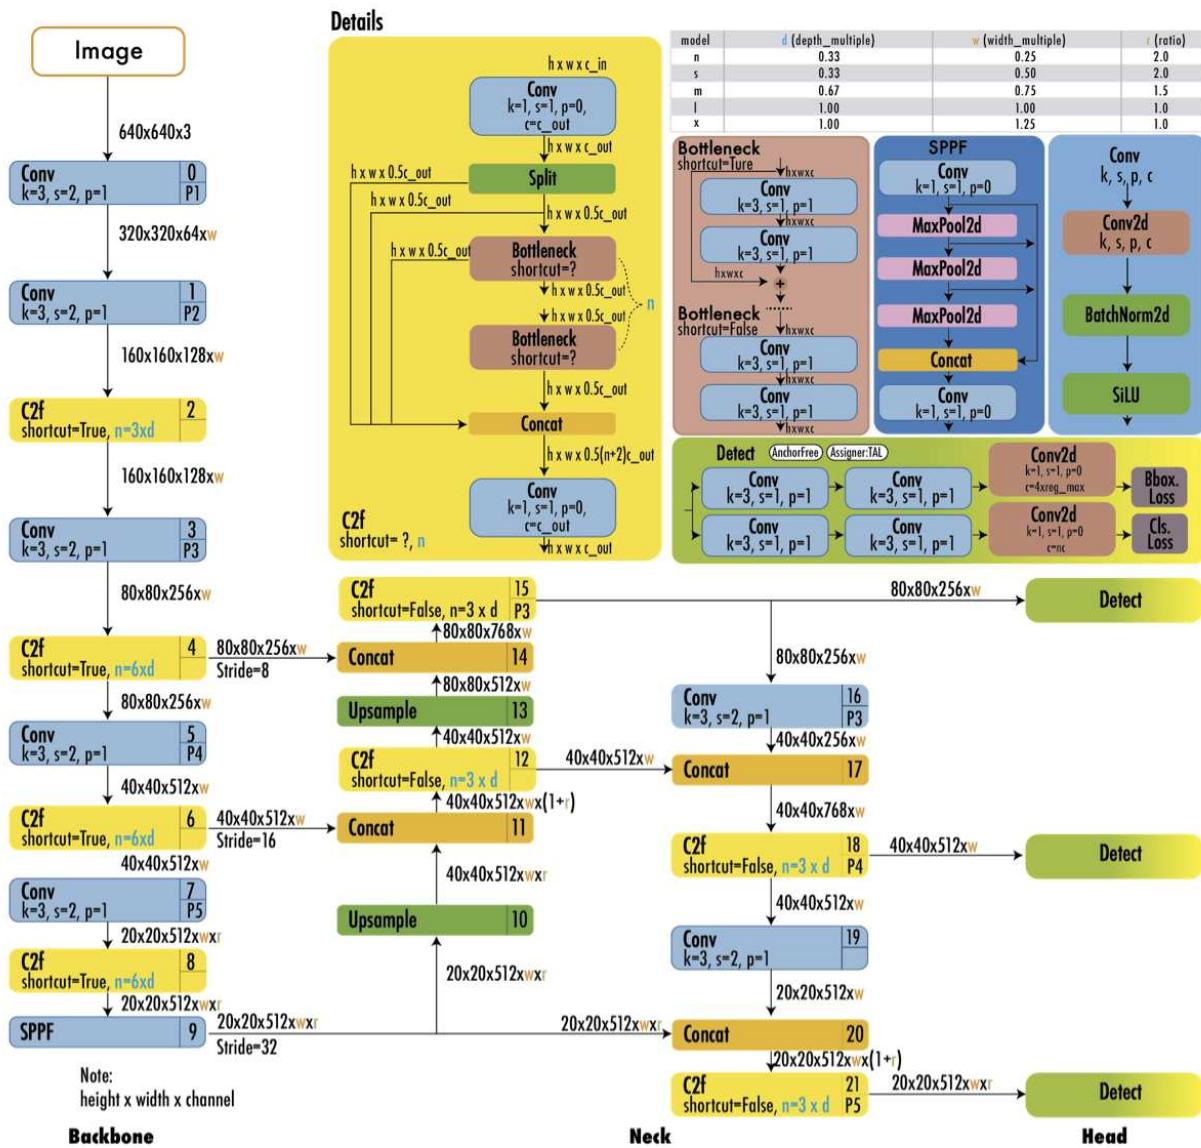 Image
640x640x3
Conv
k=3, s=2, p=1
0
P1
320x320x64xw
Conv
k=3, s=2, p=1
1
P2
160x160x128xw
C2f
shortcut=True, n=3xd
2
160x160x128xw
Conv
k=3, s=2, p=1
3
P3
80x80x256xw
C2f
shortcut=True, n=6xd
4
80x80x256xw
Stride=8
80x80x256xw
Conv
k=3, s=2, p=1
5
P4
40x40x512xw
C2f
shortcut=True, n=6xd
6
40x40x512xw
Stride=16
40x40x512xw
Conv
k=3, s=2, p=1
7
P5
20x20x512xwxr
C2f
shortcut=True, n=6xd
8
20x20x512xwxr
SPPF
9
20x20x512xwxr
Stride=32
Note:
height x width x channel
Backbone
Details
h x w x c_in
Conv
k=1, s=1, p=0,
c=c_out
h x w x c_out
Split
h x w x 0.5c_out
h x w x 0.5c_out
h x w x 0.5c_out
h x w x 0.5c_out
Bottleneck
shortcut=?
h x w x 0.5c_out
n
h x w x 0.5c_out
Bottleneck
shortcut=?
h x w x 0.5c_out
Concat
h x w x 0.5(n+2)c_out
Conv
k=1, s=1, p=0,
c=c_out
h x w x c_out
C2f
shortcut= ?, n
model d (depth_multiple) w (width_multiple) r (ratio)
n 0.33 0.25 2.0
s 0.33 0.50 2.0
m 0.67 0.75 1.5
l 1.00 1.00 1.0
x 1.00 1.25 1.0
Bottleneck
shortcut=Ture
hxwxc
Conv
k=3, s=1, p=1
hxwxc
Conv
k=3, s=1, p=1
hxwxc
+
Bottleneck
shortcut=False
hxwxc
Conv
k=3, s=1, p=1
hxwxc
Conv
k=3, s=1, p=1
hxwxc
SPPF
Conv
k=1, s=1, p=0
MaxPool2d
MaxPool2d
MaxPool2d
Concat
Conv
k=1, s=1, p=0
Conv
k, s, p, c
Conv2d
k, s, p, c
BatchNorm2d
SiLU
Detect
AnchorFree
Assigner:TAL
Conv
k=3, s=1, p=1
Conv
k=3, s=1, p=1
Conv2d
k=1, s=1, p=0
c=4xreg_max
Bbox.
Loss
Conv
k=3, s=1, p=1
Conv
k=3, s=1, p=1
Conv2d
k=1, s=1, p=0
c=nc
Cls.
Loss
C2f
shortcut=False, n=3 x d
15
P3
80x80x768xw
Concat
14
80x80x512xw
Upsample
13
40x40x512xw
C2f
shortcut=False, n=3 x d
12
40x40x512xwx(1+r)
Concat
11
40x40x512xwxr
Upsample
10
20x20x512xwxr
80x80x256xw
Detect
80x80x256xw
Conv
k=3, s=2, p=1
16
P3
40x40x256xw
40x40x512xw
Concat
17
40x40x768xw
C2f
shortcut=False, n=3 x d
18
P4
40x40x512xw
Detect
40x40x512xw
Conv
k=3, s=2, p=1
19
20x20x512xw
20x20x512xwxr
Concat
20
20x20x512xwx(1+r)
C2f
shortcut=False, n=3 x d
21
P5
20x20x512xwxr
Detect
Neck
Head